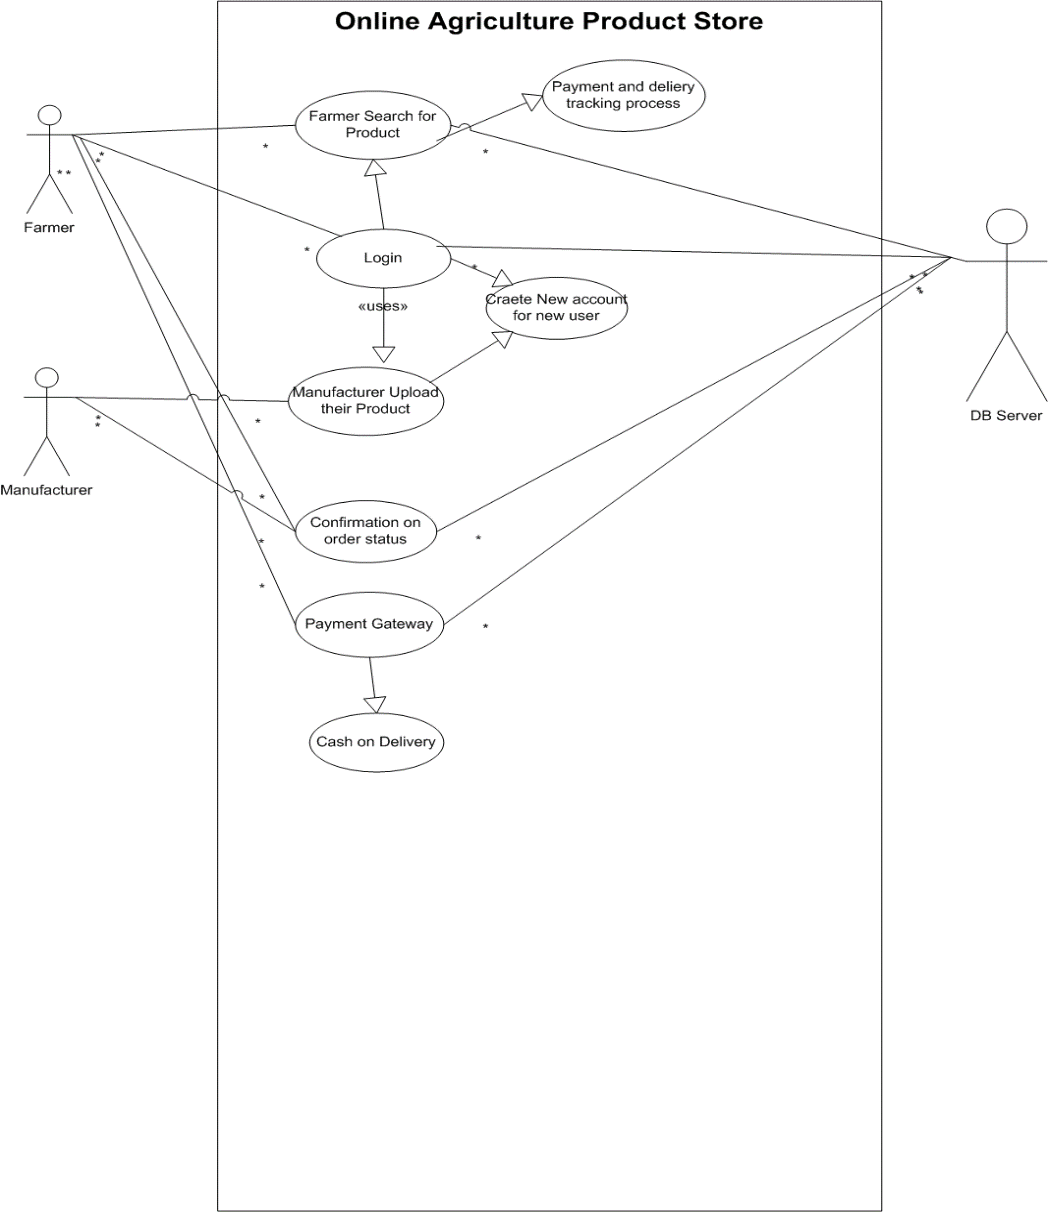 Online Agriculture Product Store
Payment and deliery
tracking process
Farmer Search for
Product
*
*
*
*
**
Farmer
*
Login
*
Craete New account
for new user
«uses»
*
*
*
*
DB Server
Manufacturer Upload
their Product
*
*
*
Manufacturer
*
Confirmation on
order status
*
*
*
Payment Gateway
*
Cash on Delivery